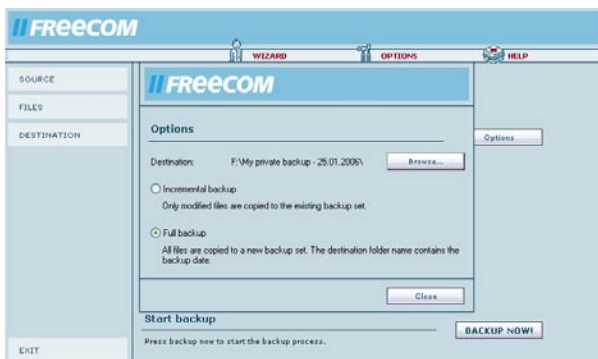 FREECOM
WIZARD OPTIONS HELP
SOURCE
FILES
DESTINATION
FREECOM
Options
Destination: F:\My private backup - 25.01.2006\ Browse...
Incremental backup
Only modified files are copied to the existing backup set.
Full backup
All files are copied to a new backup set. The destination folder name contains the
backup date.
Close
Options
Start backup
BACKUP NOW!
Press backup now to start the backup process.
EXIT